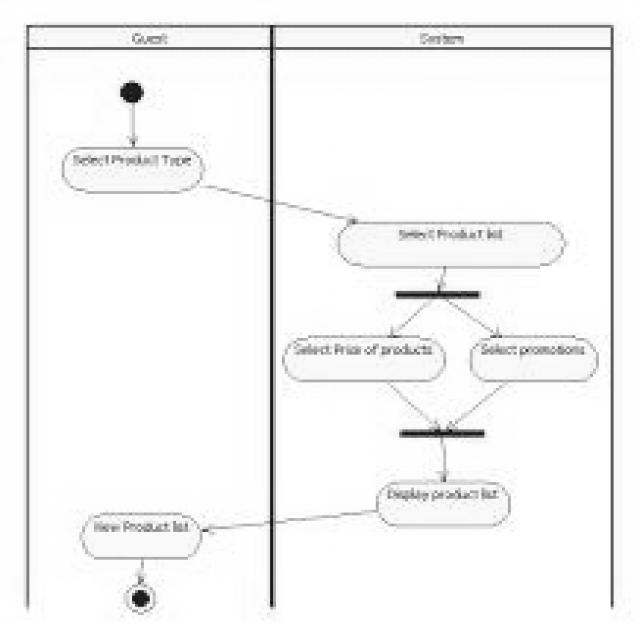 Guest
System
Select Product Type
Select Product list
Select Price of products
Select promotions
Display product list
View Product list